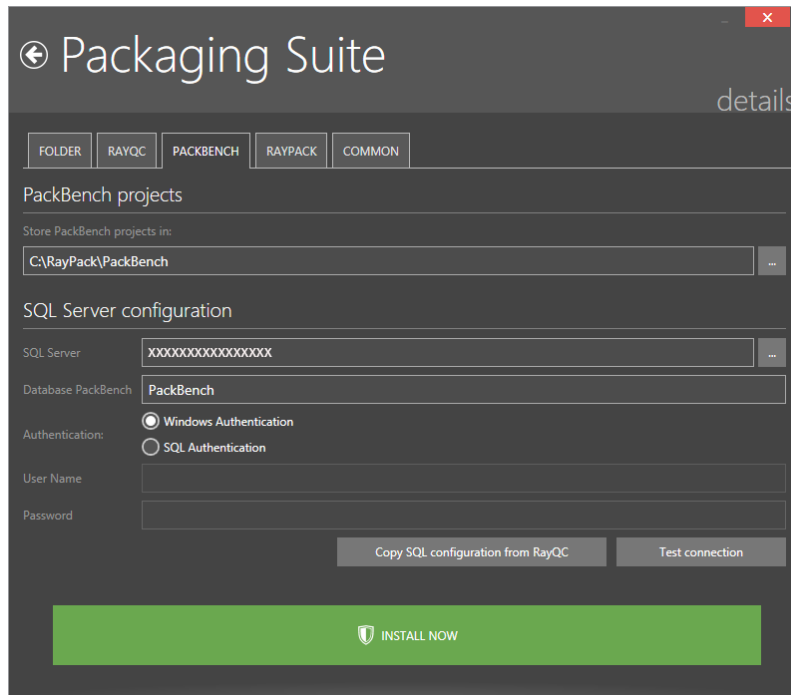 Packaging Suite
details
FOLDER RAYQC PACKBENCH RAYPACK COMMON
PackBench projects
Store PackBench projects in:
C:\RayPack\PackBench ...
SQL Server configuration
SQL Server XXXXXXXXXXXXXXXX ...
Database PackBench PackBench
Authentication: Windows Authentication
SQL Authentication
User Name
Password
Copy SQL configuration from RayQC Test connection
INSTALL NOW